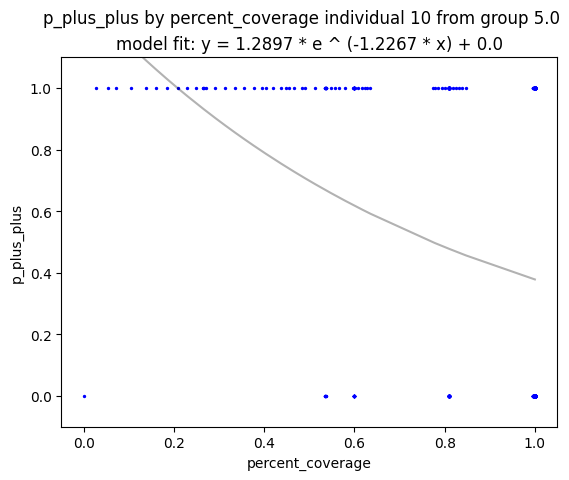 p_plus_plus by percent_coverage individual 10 from group 5.0
model fit: y = 1.2897 * e ^ (-1.2267 * x) + 0.0
1.0
0.8
0.6
0.4
0.2
0.0
p_plus_plus
0.0 0.2 0.4 0.6 0.8 1.0
percent_coverage